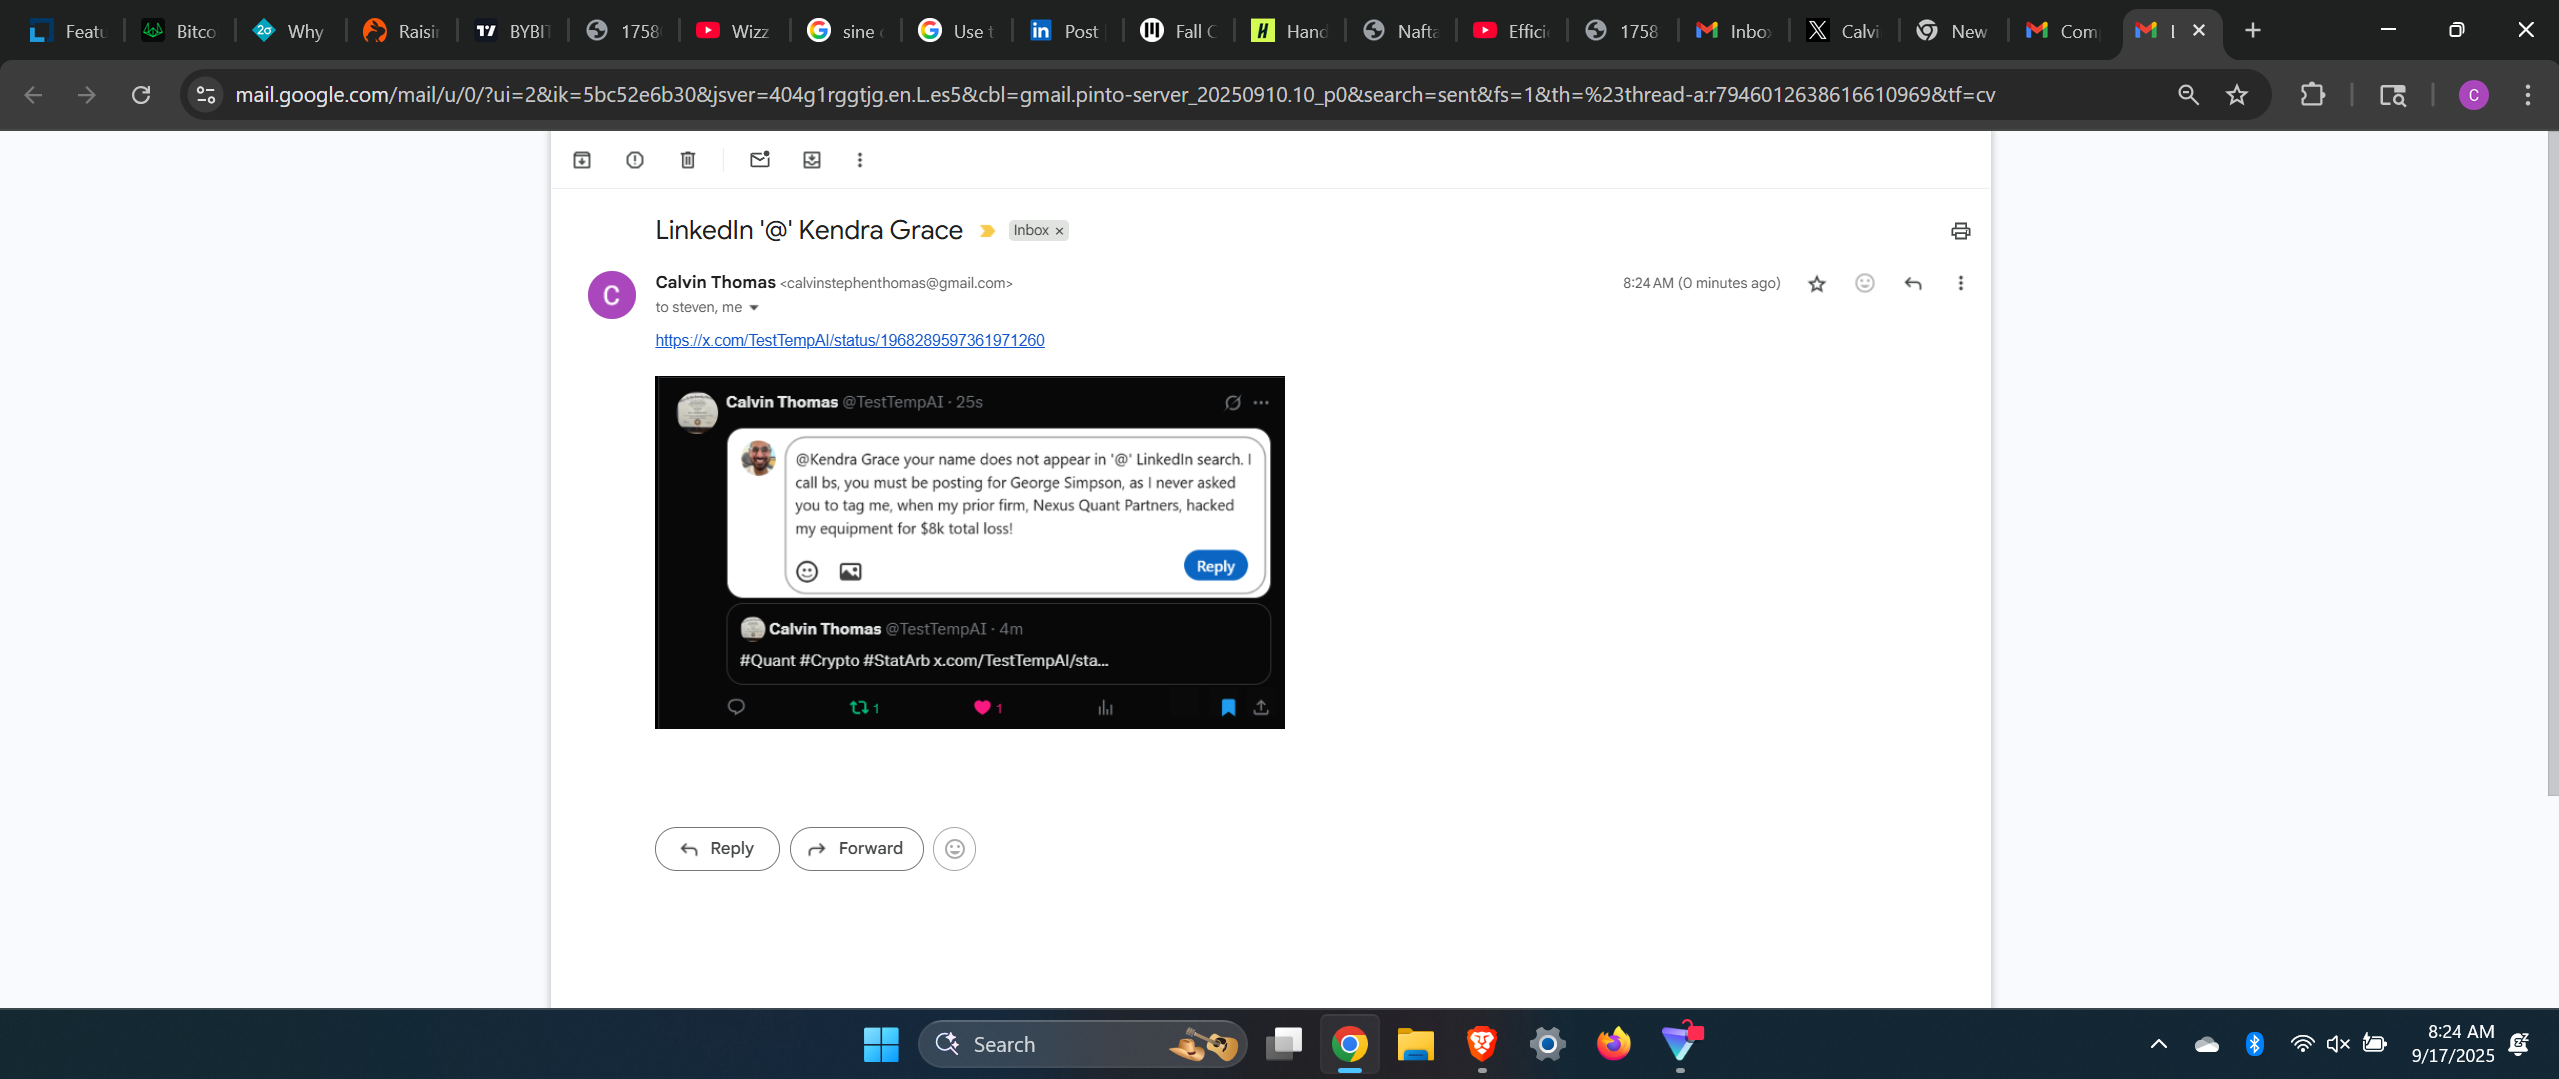 Featu
Bitco
Why
Raisin
BYBIT
1758
Wizz
sine c
Use t
Post
Fall C
Hand
Nafta
Effici
1758
Inbox
Calvi
New
Com
mail.google.com/mail/u/0/?ui=2&ik=5bc52e6b30&jsver=404g1rggtjg.en.L.es5&cbl=gmail.pinto-server_20250910.10_p0&search=sent&fs=1&th=%23thread-a:r7946012638616610969&tf=cv
C
LinkedIn '@' Kendra Grace
Inbox ×
C
Calvin Thomas <calvinstephenthomas@gmail.com>
8:24 AM (0 minutes ago)
to steven, me
https://x.com/TestTempAI/status/1968289597361971260
Calvin Thomas @TestTempAI · 25s
@Kendra Grace your name does not appear in '@' LinkedIn search. I
call bs, you must be posting for George Simpson, as I never asked
you to tag me, when my prior firm, Nexus Quant Partners, hacked
my equipment for $8k total loss!
Reply
Calvin Thomas @TestTempAI · 4m
#Quant #Crypto #StatArb x.com/TestTempAI/sta...
1
1
Reply
Forward
Search
8:24 AM
9/17/2025